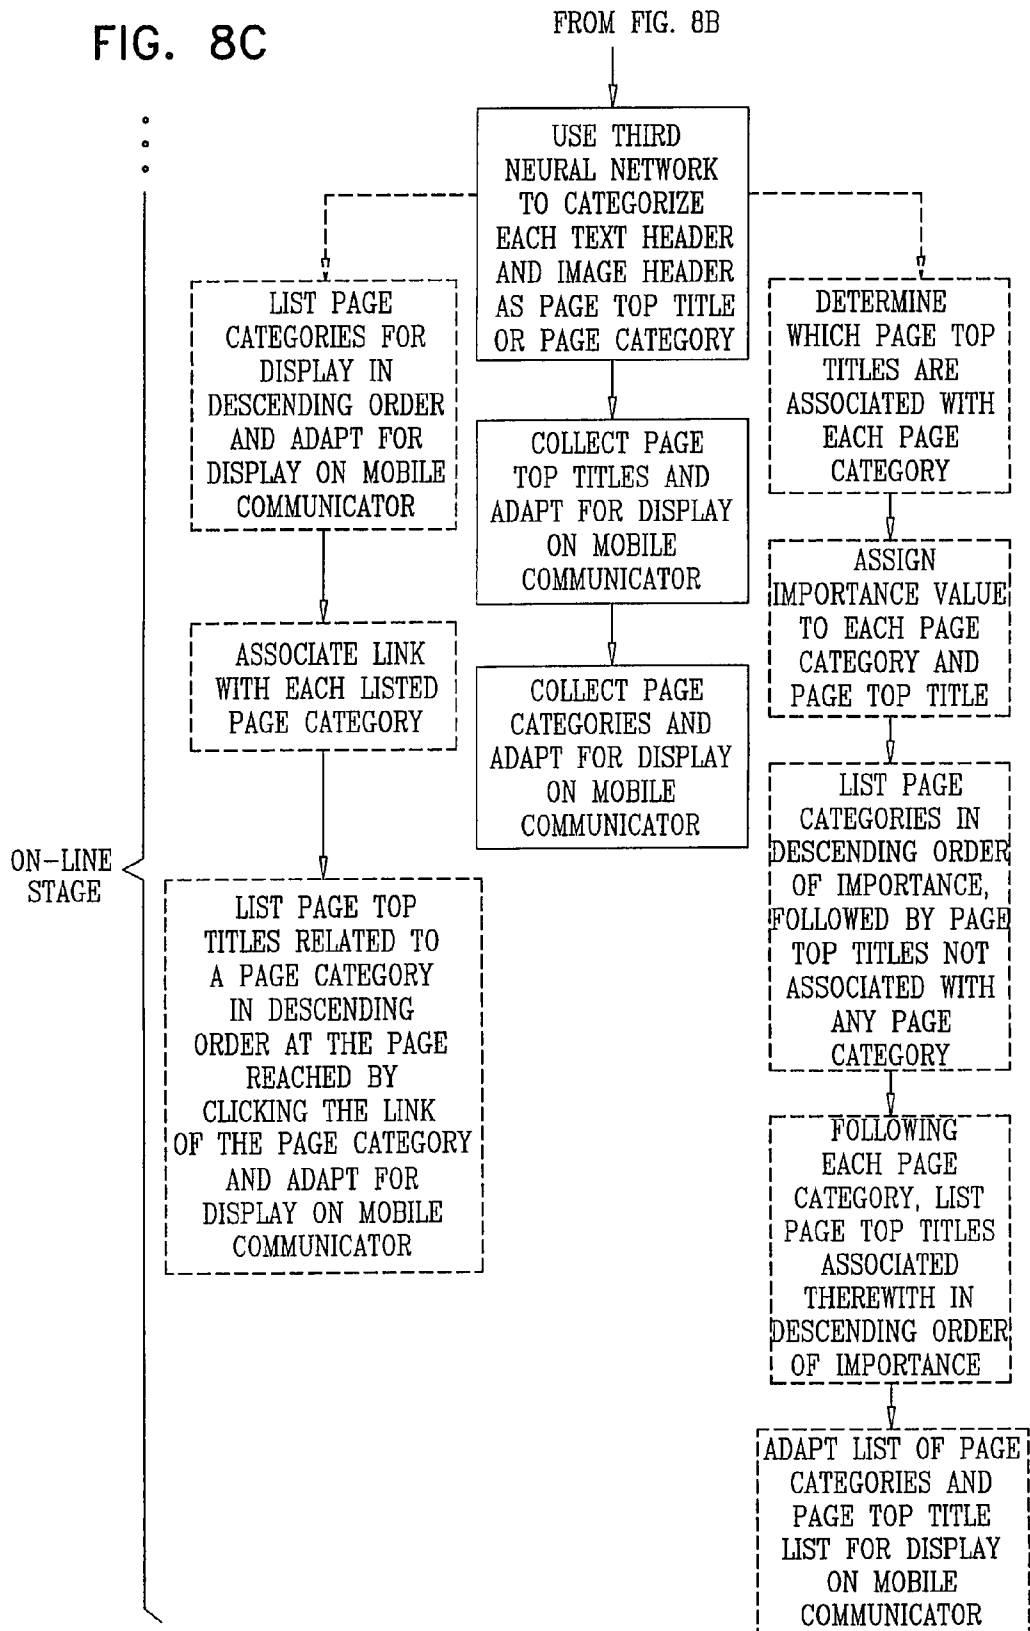 FIG. 8C
FROM FIG. 8B
USE THIRD
NEURAL NETWORK
TO CATEGORIZE
EACH TEXT HEADER
AND IMAGE HEADER
AS PAGE TOP TITLE
OR PAGE CATEGORY
LIST PAGE
CATEGORIES FOR
DISPLAY IN
DESCENDING ORDER
AND ADAPT FOR
DISPLAY ON MOBILE
COMMUNICATOR
ASSOCIATE LINK
WITH EACH LISTED
PAGE CATEGORY
LIST PAGE TOP
TITLES RELATED TO
A PAGE CATEGORY
IN DESCENDING
ORDER AT THE PAGE
REACHED BY
CLICKING THE LINK
OF THE PAGE CATEGORY
AND ADAPT FOR
DISPLAY ON MOBILE
COMMUNICATOR
COLLECT PAGE
TOP TITLES AND
ADAPT FOR DISPLAY
ON MOBILE
COMMUNICATOR
COLLECT PAGE
CATEGORIES AND
ADAPT FOR DISPLAY
ON MOBILE
COMMUNICATOR
DETERMINE
WHICH PAGE TOP
TITLES ARE
ASSOCIATED WITH
EACH PAGE
CATEGORY
ASSIGN
IMPORTANCE VALUE
TO EACH PAGE
CATEGORY AND
PAGE TOP TITLE
LIST PAGE
CATEGORIES IN
DESCENDING ORDER
OF IMPORTANCE,
FOLLOWED BY PAGE
TOP TITLES NOT
ASSOCIATED WITH
ANY PAGE
CATEGORY
FOLLOWING
EACH PAGE
CATEGORY, LIST
PAGE TOP TITLES
ASSOCIATED
THEREWITH IN
DESCENDING ORDER
OF IMPORTANCE
ADAPT LIST OF PAGE
CATEGORIES AND
PAGE TOP TITLE
LIST FOR DISPLAY
ON MOBILE
COMMUNICATOR
ON-LINE
STAGE